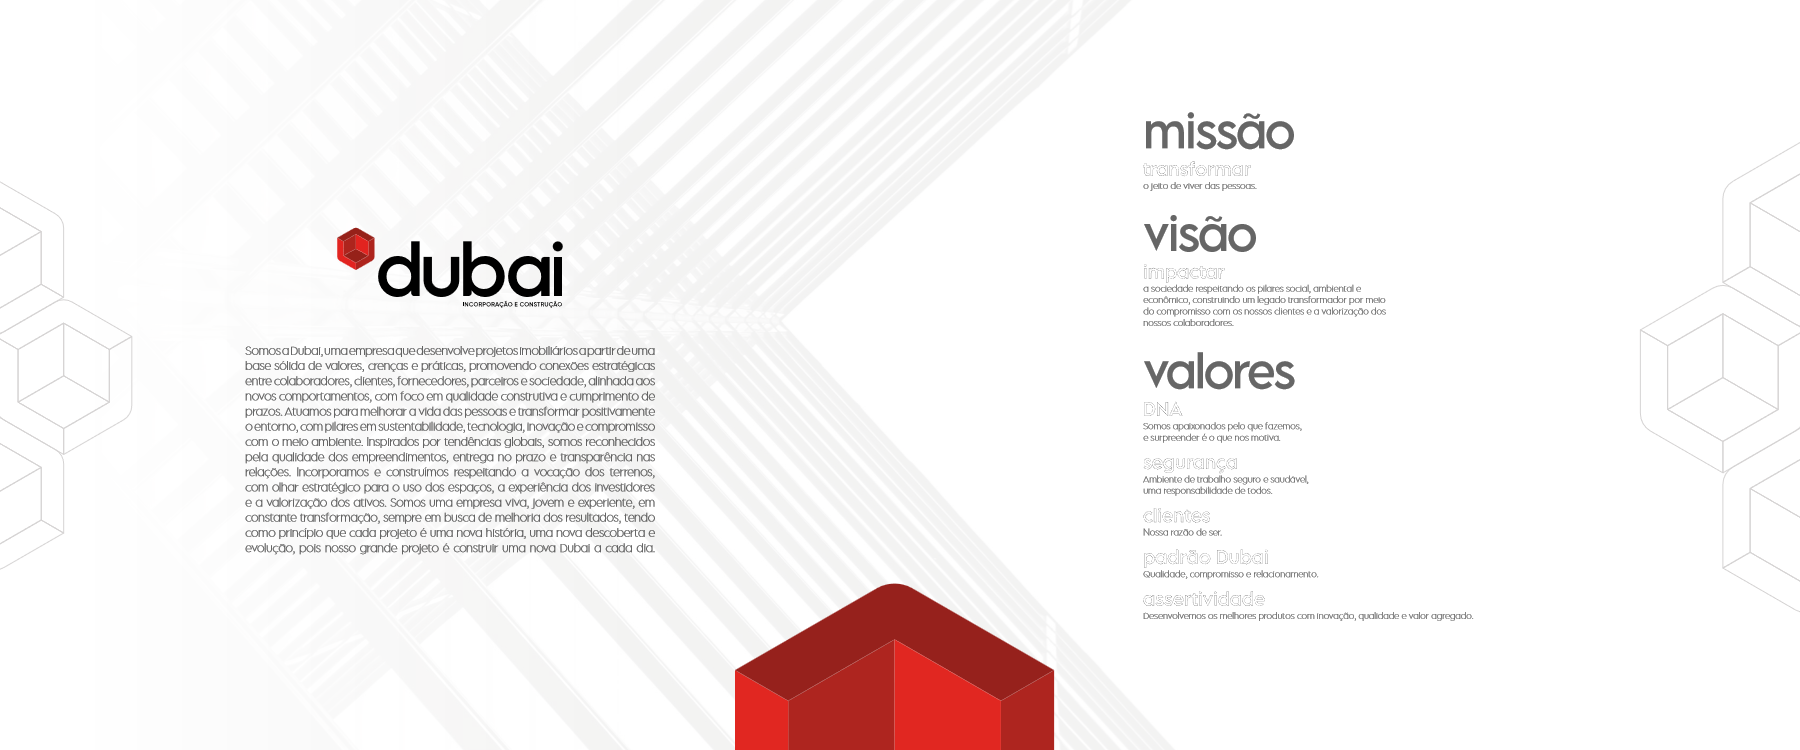 dubai
INCORPORAÇÃO E CONSTRUÇÃO
Somos a Dubai, uma empresa que desenvolve projetos imobiliários a partir de uma
base sólida de valores, crenças e práticas, promovendo conexões estratégicas
entre colaboradores, clientes, fornecedores, parceiros e sociedade, alinhada aos
novos comportamentos, com foco em qualidade construtiva e cumprimento de
prazos. Atuamos para melhorar a vida das pessoas e transformar positivamente
o entorno, com pilares em sustentabilidade, tecnologia, inovação e compromisso
com o meio ambiente. Inspirados por tendências globais, somos reconhecidos
pela qualidade dos empreendimentos, entrega no prazo e transparência nas
relações. Incorporamos e construímos respeitando a vocação dos terrenos,
com olhar estratégico para o uso dos espaços, a experiência dos investidores
e a valorização dos ativos. Somos uma empresa viva, jovem e experiente, em
constante transformação, sempre em busca de melhoria dos resultados, tendo
como princípio que cada projeto é uma nova história, uma nova descoberta e
evolução, pois nosso grande projeto é construir uma nova Dubai a cada dia.
missão
transformar
o jeito de viver das pessoas.
visão
impactar
a sociedade respeitando os pilares social, ambiental e
econômico, construindo um legado transformador por meio
do compromisso com os nossos clientes e a valorização dos
nossos colaboradores.
valores
DNA
Somos apaixonados pelo que fazemos,
e surpreender é o que nos motiva.
segurança
Ambiente de trabalho seguro e saudável,
uma responsabilidade de todos.
clientes
Nossa razão de ser.
padrão Dubai
Qualidade, compromisso e relacionamento.
assertividade
Desenvolvemos os melhores produtos com inovação, qualidade e valor agregado.